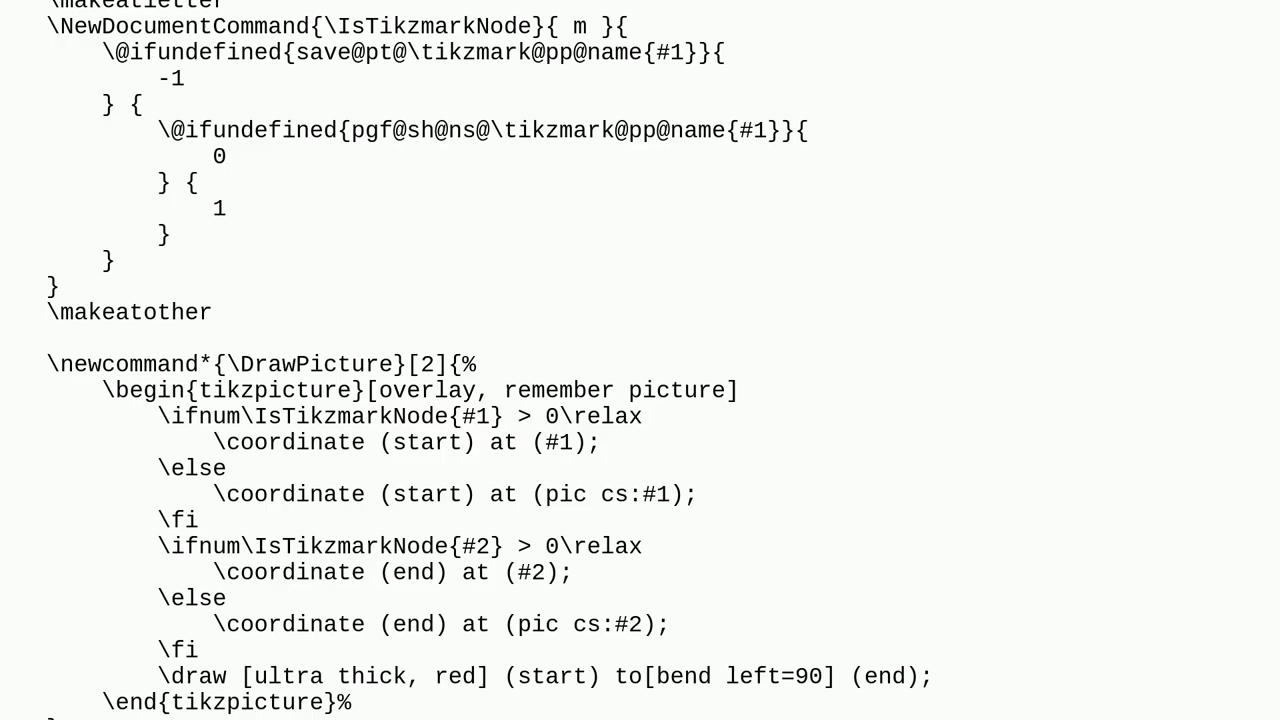 \makeatletter
\NewDocumentCommand{\IsTikzmarkNode}{ m }{
    \@ifundefined{save@pt@\tikzmark@pp@name{#1}}{
        -1
    } {
        \@ifundefined{pgf@sh@ns@\tikzmark@pp@name{#1}}{
            0
        } {
            1
        }
    }
}
\makeatother

\newcommand*{\DrawPicture}[2]{%
    \begin{tikzpicture}[overlay, remember picture]
        \ifnum\IsTikzmarkNode{#1} > 0\relax
            \coordinate (start) at (#1);
        \else
            \coordinate (start) at (pic cs:#1);
        \fi
        \ifnum\IsTikzmarkNode{#2} > 0\relax
            \coordinate (end) at (#2);
        \else
            \coordinate (end) at (pic cs:#2);
        \fi
        \draw [ultra thick, red] (start) to[bend left=90] (end);
    \end{tikzpicture}%
}